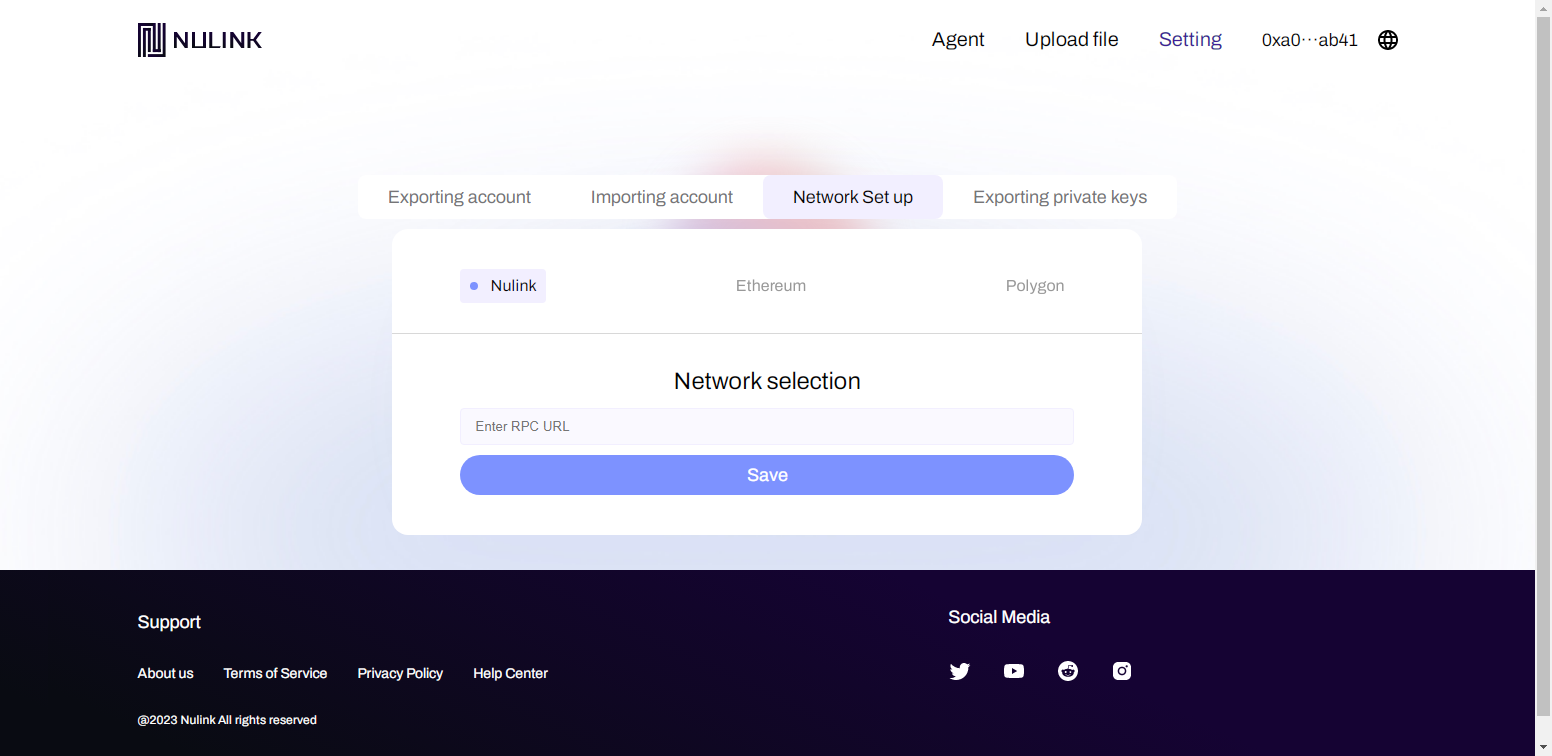 NULINK
Agent Upload file Setting 0xa0···ab41
Exporting account Importing account Network Set up Exporting private keys
Nulink Ethereum Polygon
Network selection
Enter RPC URL
Save
Support
Social Media
About us Terms of Service Privacy Policy Help Center
@2023 Nulink All rights reserved